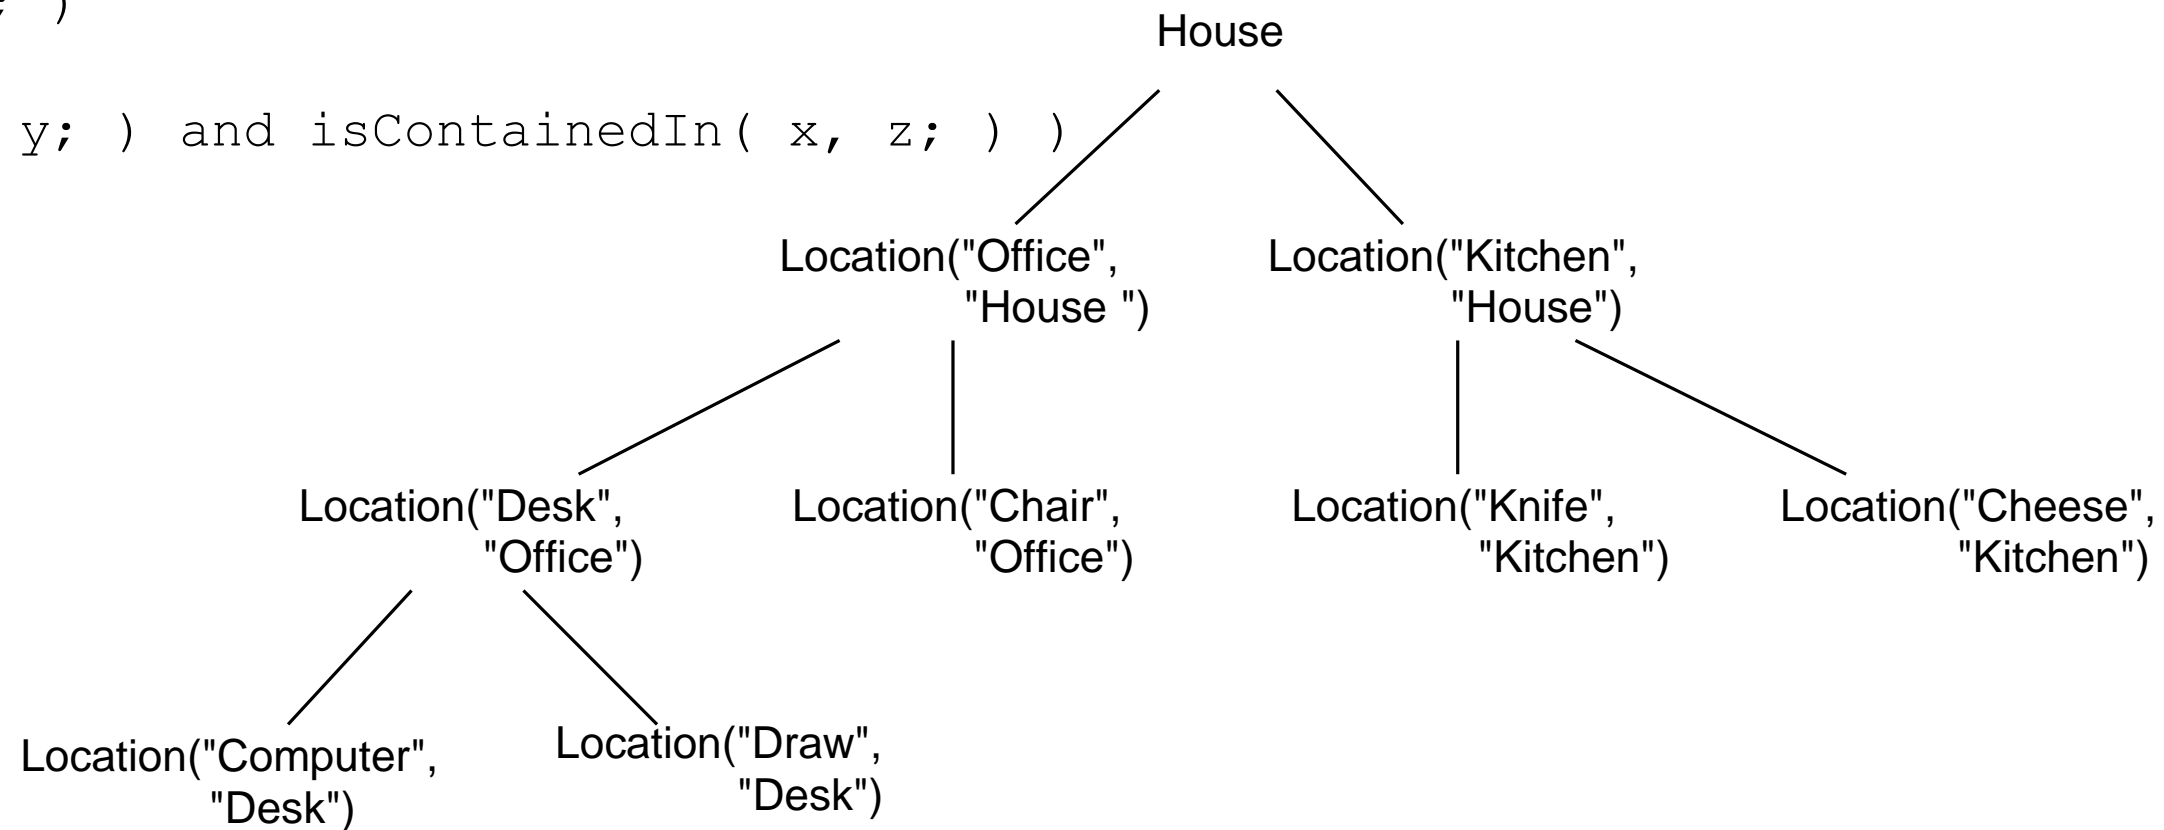 ; )
House
y; ) and isContainedIn( x, z; ) )
Location("Office",
"House ")
Location("Kitchen",
"House")
Location("Desk",
"Office")
Location("Chair",
"Office")
Location("Knife",
"Kitchen")
Location("Cheese",
"Kitchen")
Location("Computer",
"Desk")
Location("Draw",
"Desk")